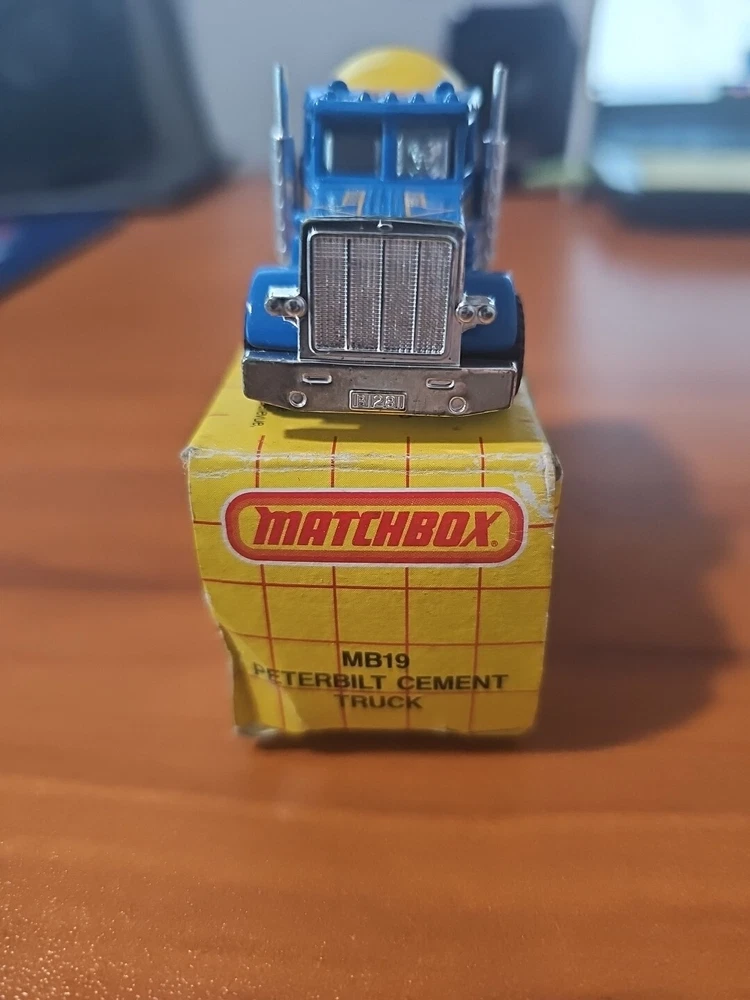 MATCHBOX®
MB19
PETERBILT CEMENT
TRUCK